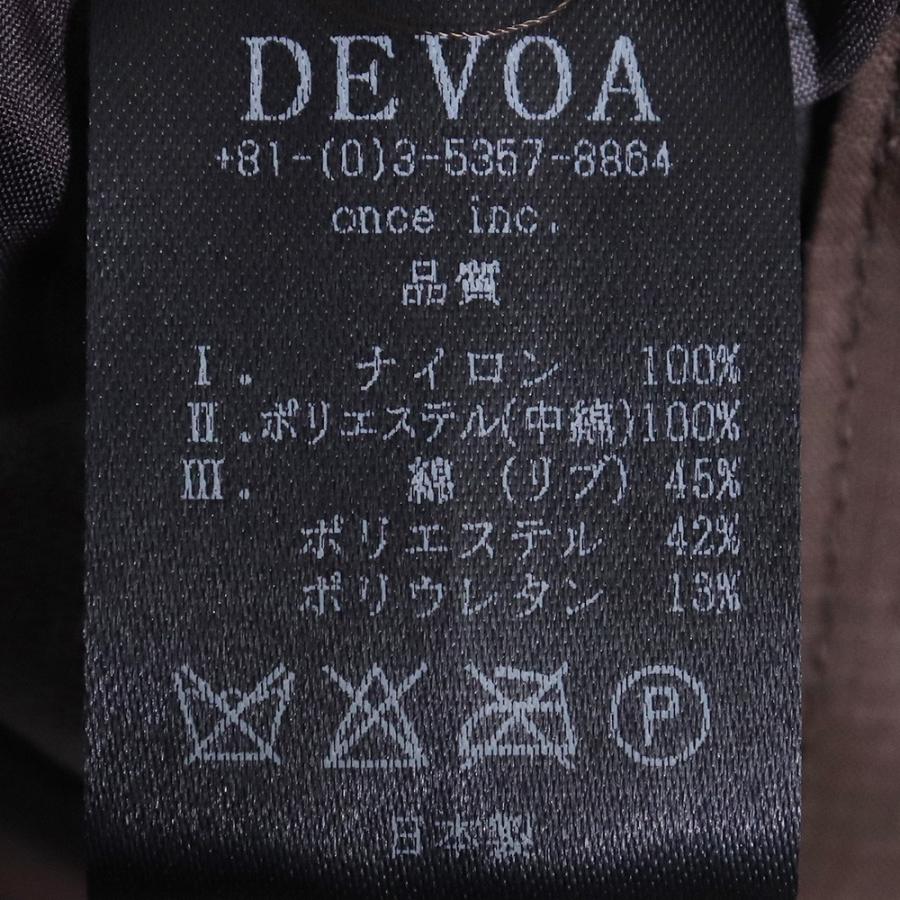 DEVOA
+81-(0)3-5357-8864
once inc.
品質
I. ナイロン 100%
II.ポリエステル(中綿)100%
III. 綿 (リブ) 45%
ポリエステル 42%
ポリウレタン 13%
P
日本製